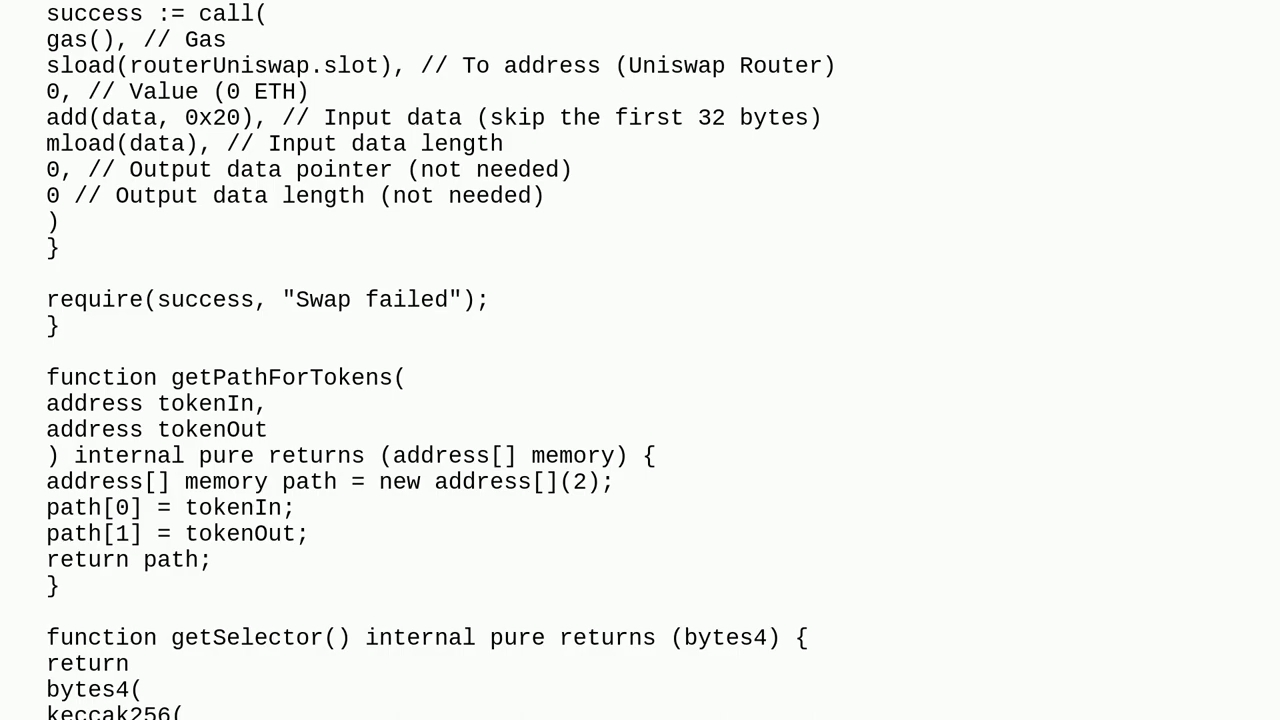 success := call(
gas(), // Gas
sload(routerUniswap.slot), // To address (Uniswap Router)
0, // Value (0 ETH)
add(data, 0x20), // Input data (skip the first 32 bytes)
mload(data), // Input data length
0, // Output data pointer (not needed)
0 // Output data length (not needed)
)
}

require(success, "Swap failed");
}

function getPathForTokens(
address tokenIn,
address tokenOut
) internal pure returns (address[] memory) {
address[] memory path = new address[](2);
path[0] = tokenIn;
path[1] = tokenOut;
return path;
}

function getSelector() internal pure returns (bytes4) {
return
bytes4(
keccak256(